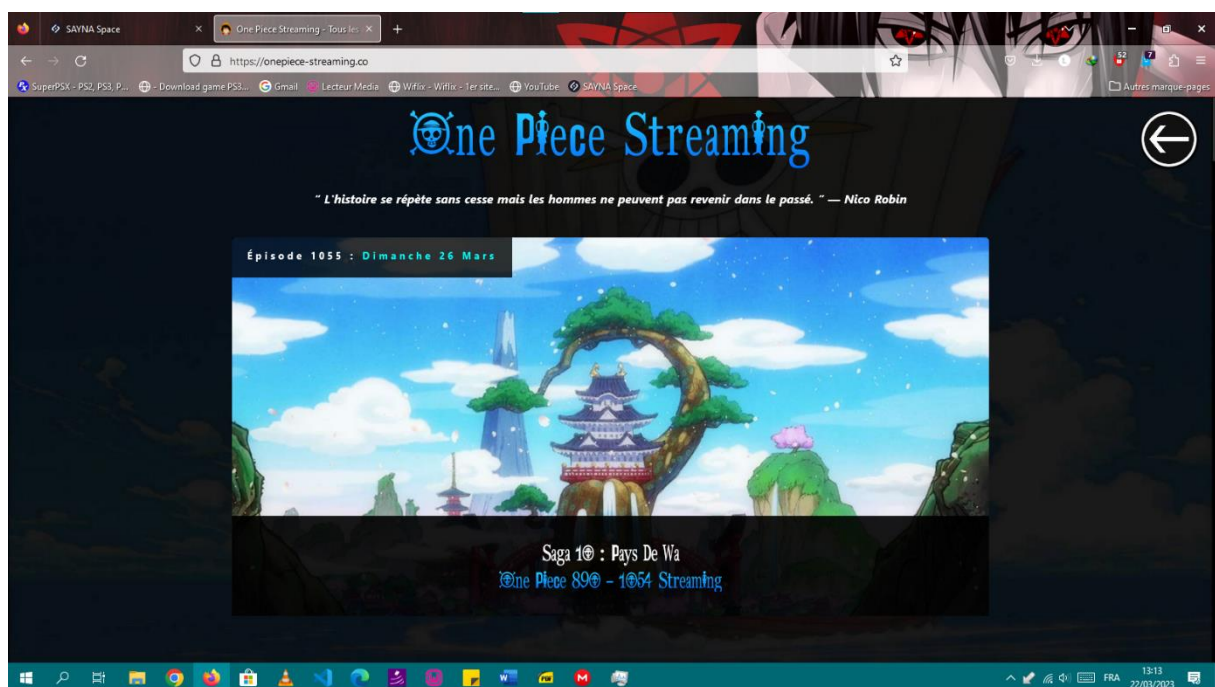 SAYNA Space
One Piece Streaming - Tous les
https://onepiece-streaming.co
52
7
SuperPSX - PS2, PS3, P...
- Download game PS3...
Gmail
Lecteur Media
Wiflix - Wiflix - 1er site...
YouTube
SAYNA Space
Autres marque-pages
One Piece Streaming
" L'histoire se répète sans cesse mais les hommes ne peuvent pas revenir dans le passé. " — Nico Robin
Épisode 1055 : Dimanche 26 Mars
Saga 10 : Pays De Wa
One Piece 890 - 1054 Streaming
FRA
13:13
22/03/2023